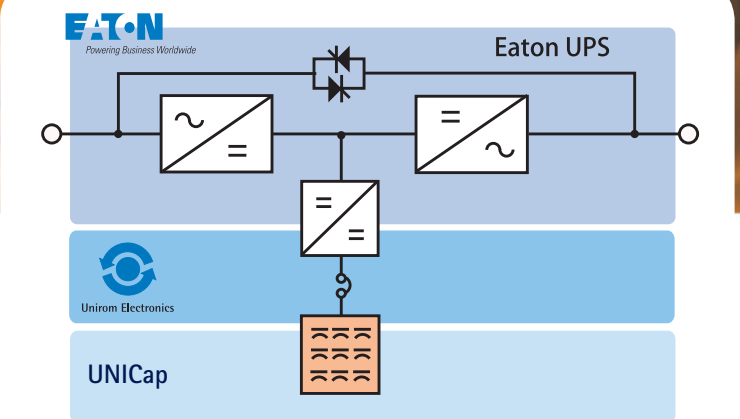 EATON
Powering Business Worldwide
Eaton UPS
Unirom Electronics
UNICap